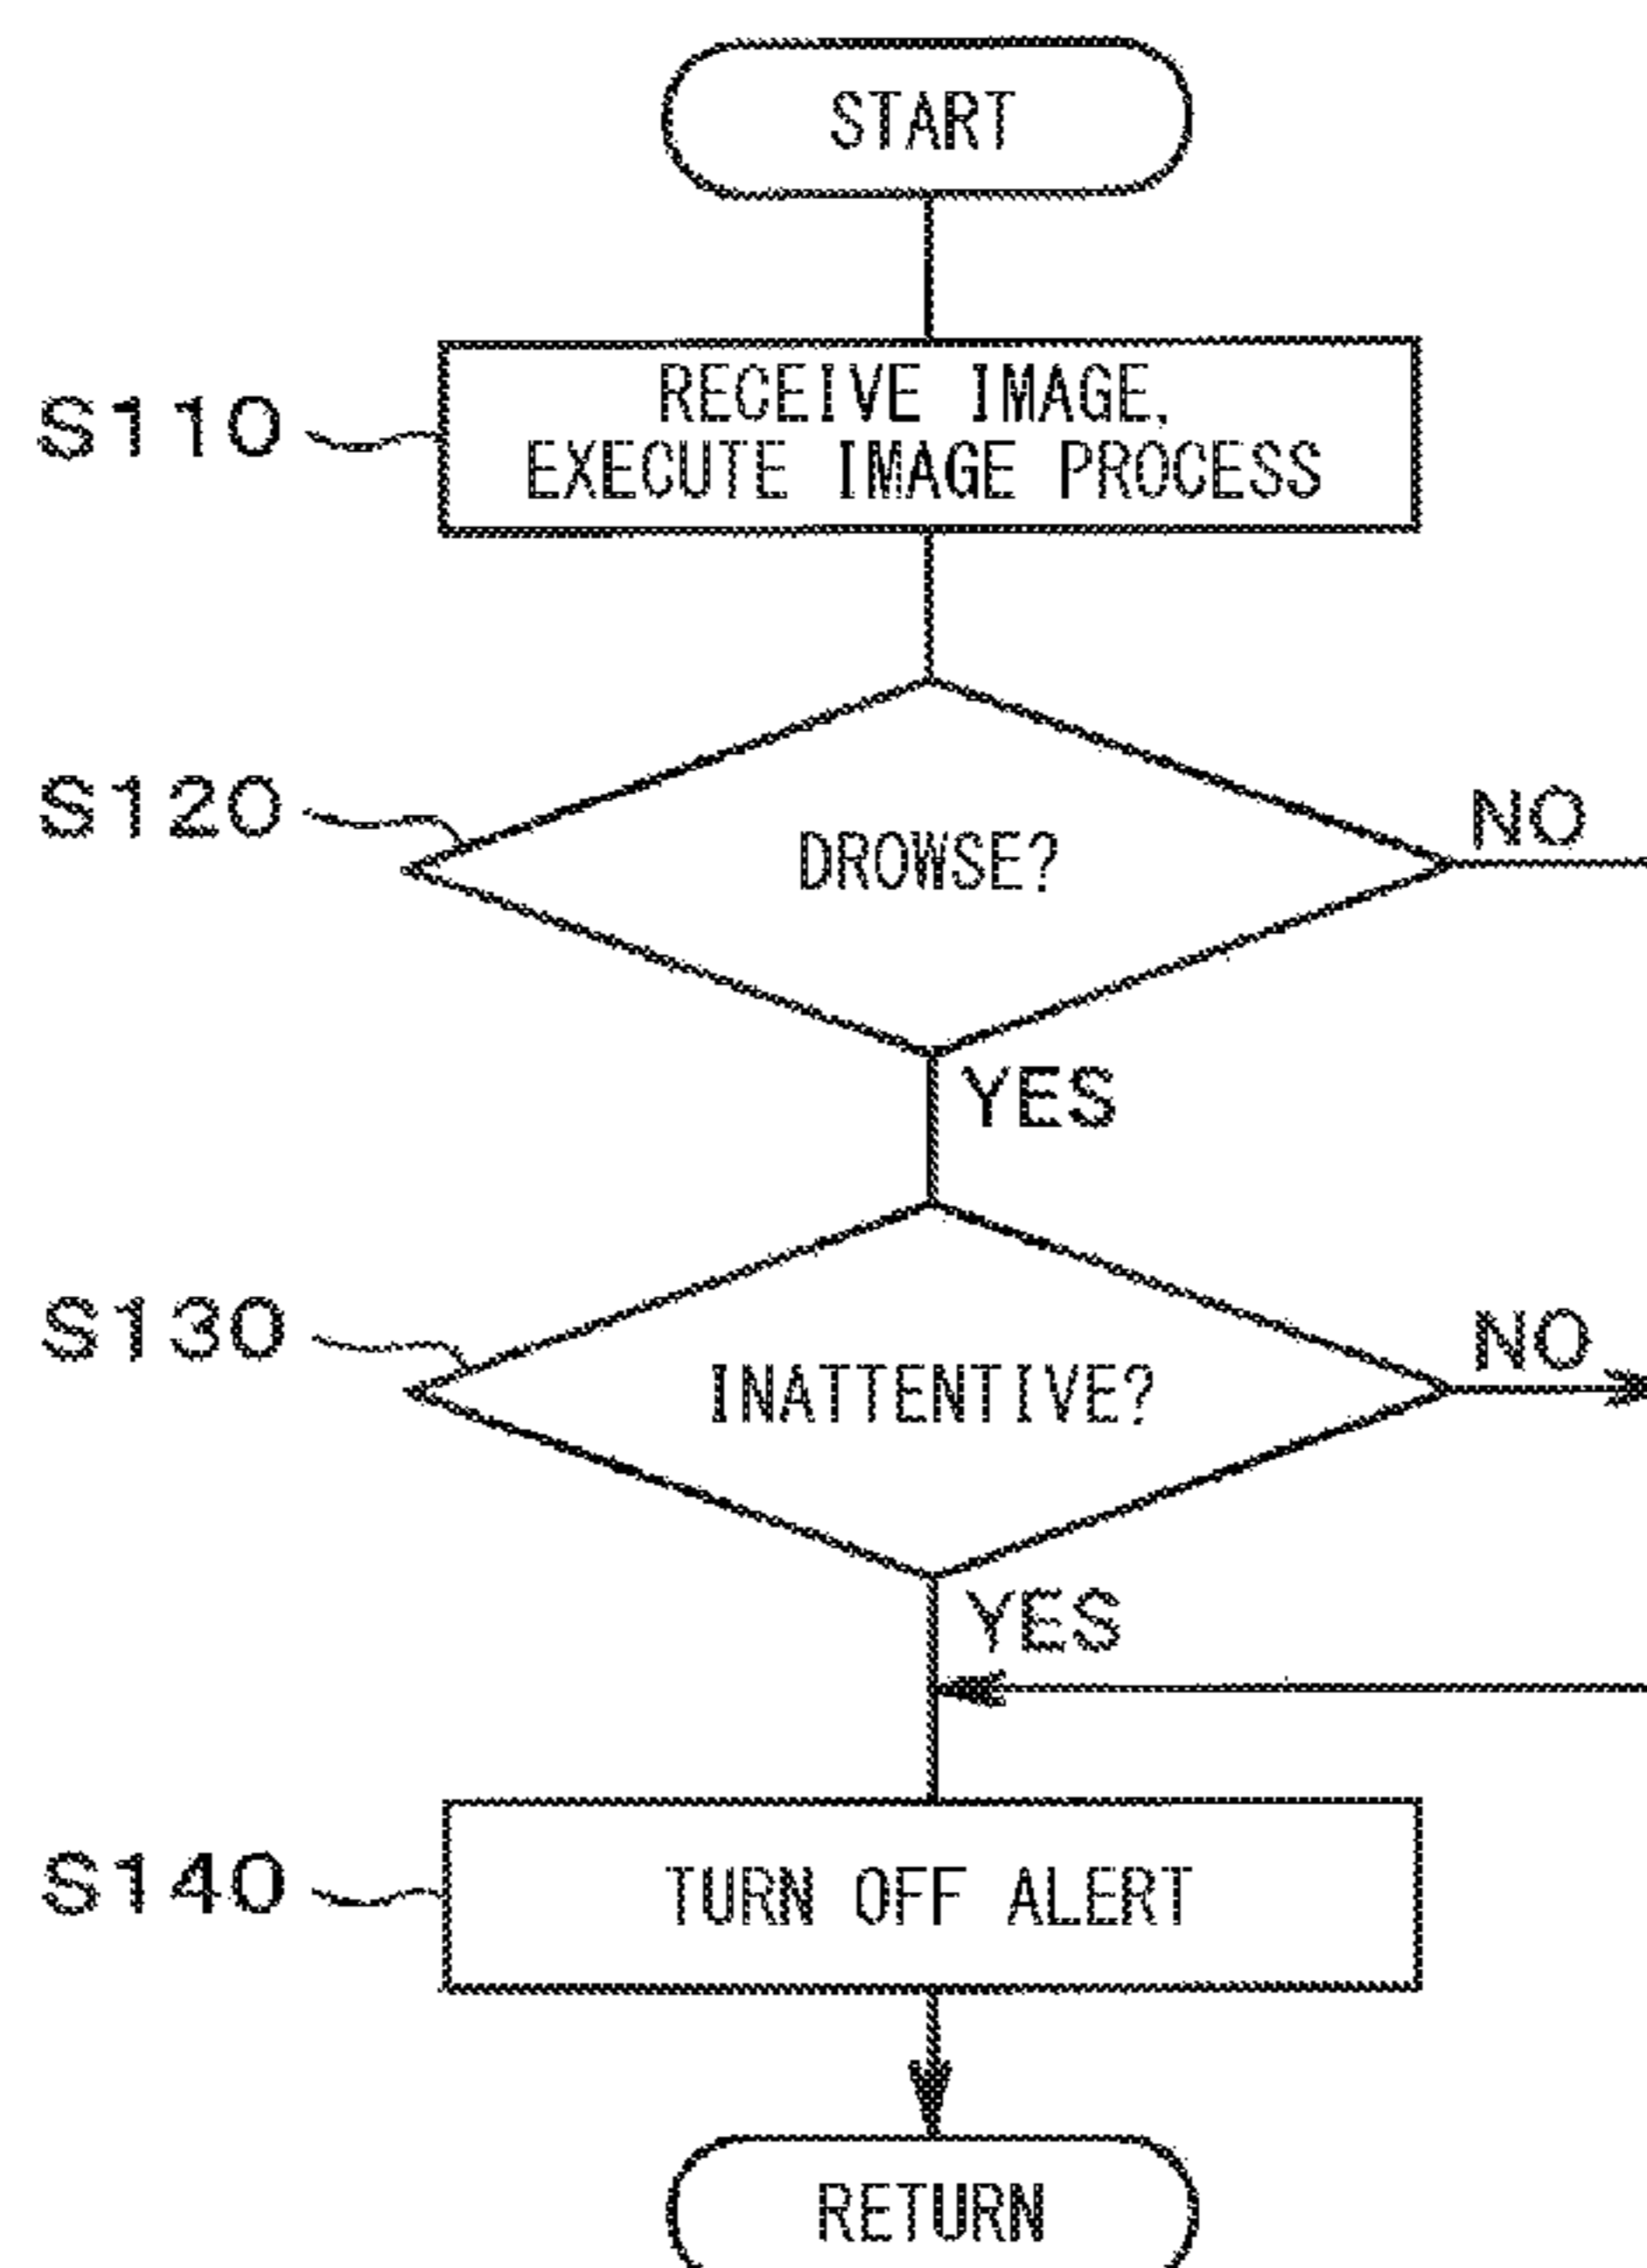 START
S110
RECEIVE IMAGE,
EXECUTE IMAGE PROCESS
S120
DROWSE?
NO
YES
S130
INATTENTIVE?
NO
YES
S140
TURN OFF ALERT
RETURN